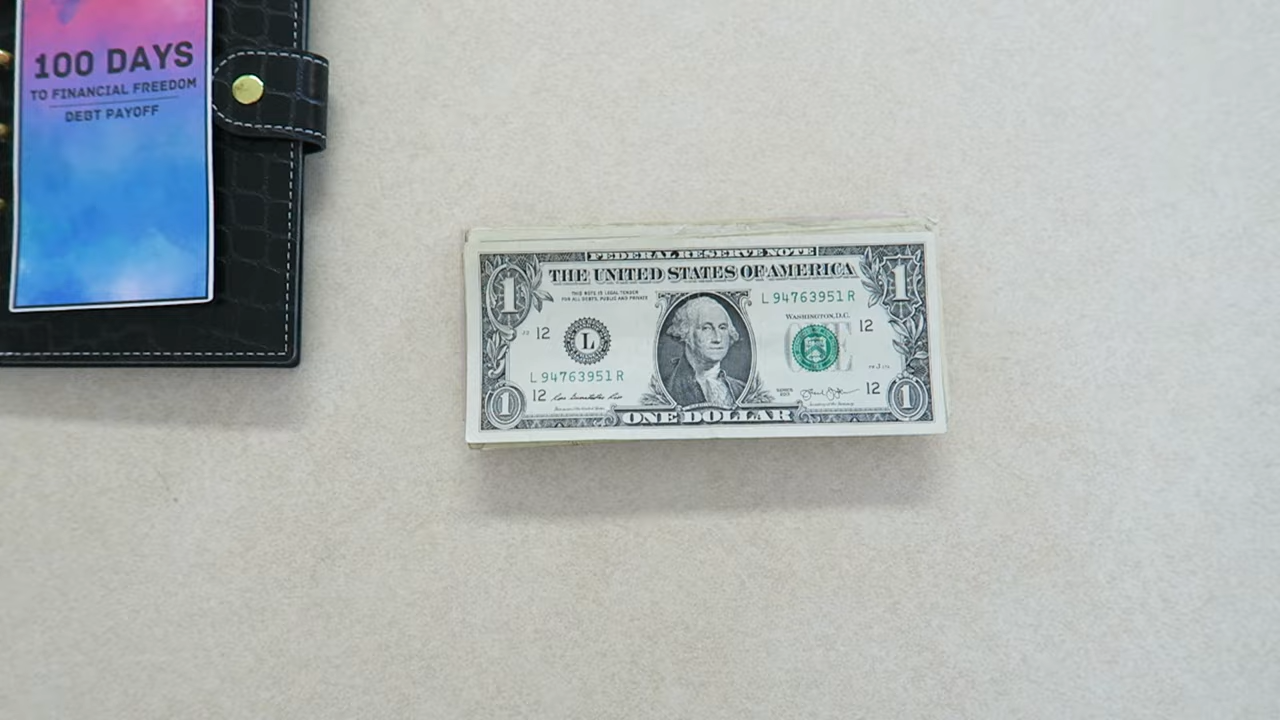 100 DAYS
TO FINANCIAL FREEDOM
DEBT PAYOFF
FEDERAL RESERVE NOTE
THE UNITED STATES OF AMERICA
1
1
THIS NOTE IS LEGAL TENDER
FOR ALL DEBTS, PUBLIC AND PRIVATE
L 94763951 R
WASHINGTON, D.C.
12
12
L
L 94763951 R
12
12
1
1
ONE DOLLAR